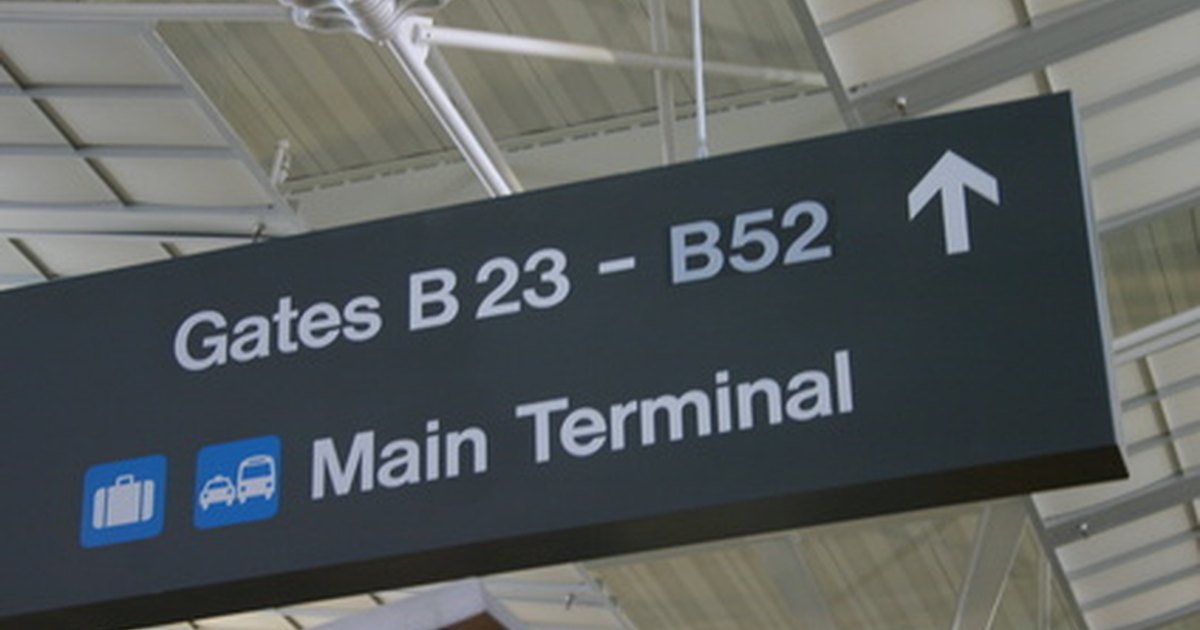 Gates B 23 - B52
Main Terminal